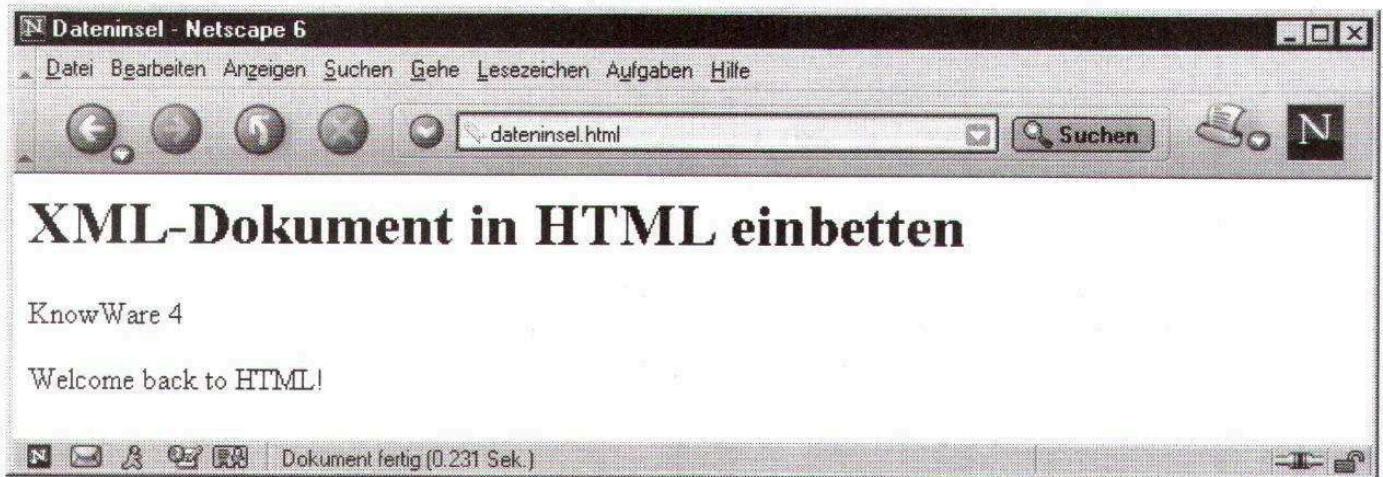 Dateninsel - Netscape 6
Datei Bearbeiten Anzeigen Suchen Gehe Lesezeichen Aufgaben Hilfe
dateninsel.html Suchen N
XML-Dokument in HTML einbetten
KnowWare 4
Welcome back to HTML!
Dokument fertig (0.231 Sek.)